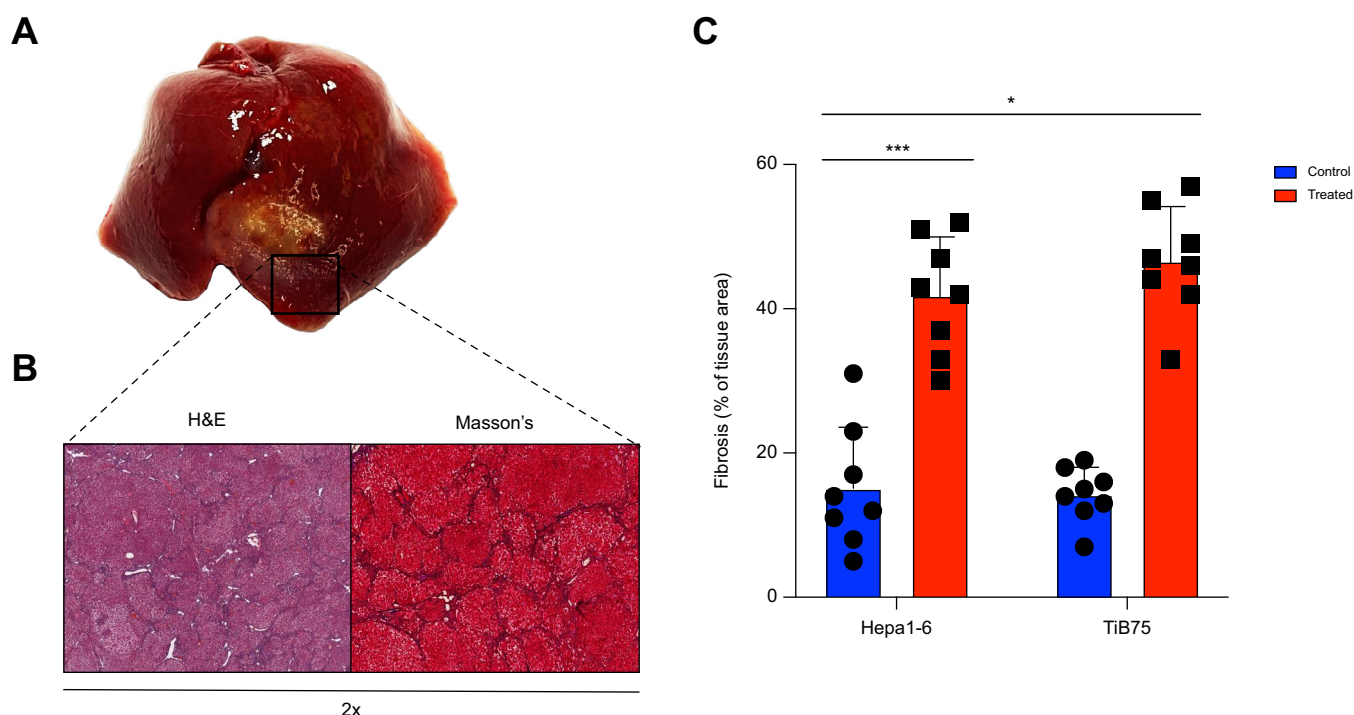 A
B
H&E
Masson's
2x
C
*
***
60
40
20
0
Fibrosis (% of tissue area)
Hepa1-6
TiB75
Control
Treated